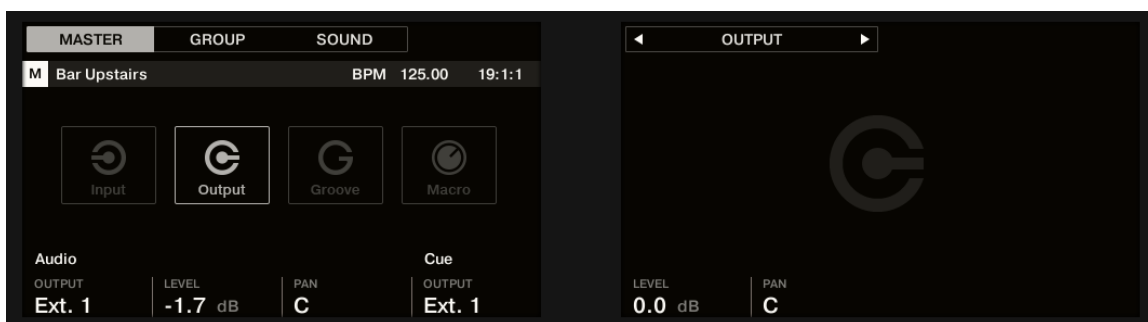 MASTER GROUP SOUND
◀ OUTPUT ▶
M Bar Upstairs BPM 125.00 19:1:1
Input Output Groove Macro
Audio Cue
OUTPUT LEVEL PAN OUTPUT
Ext. 1 -1.7 dB C Ext. 1
LEVEL PAN
0.0 dB C